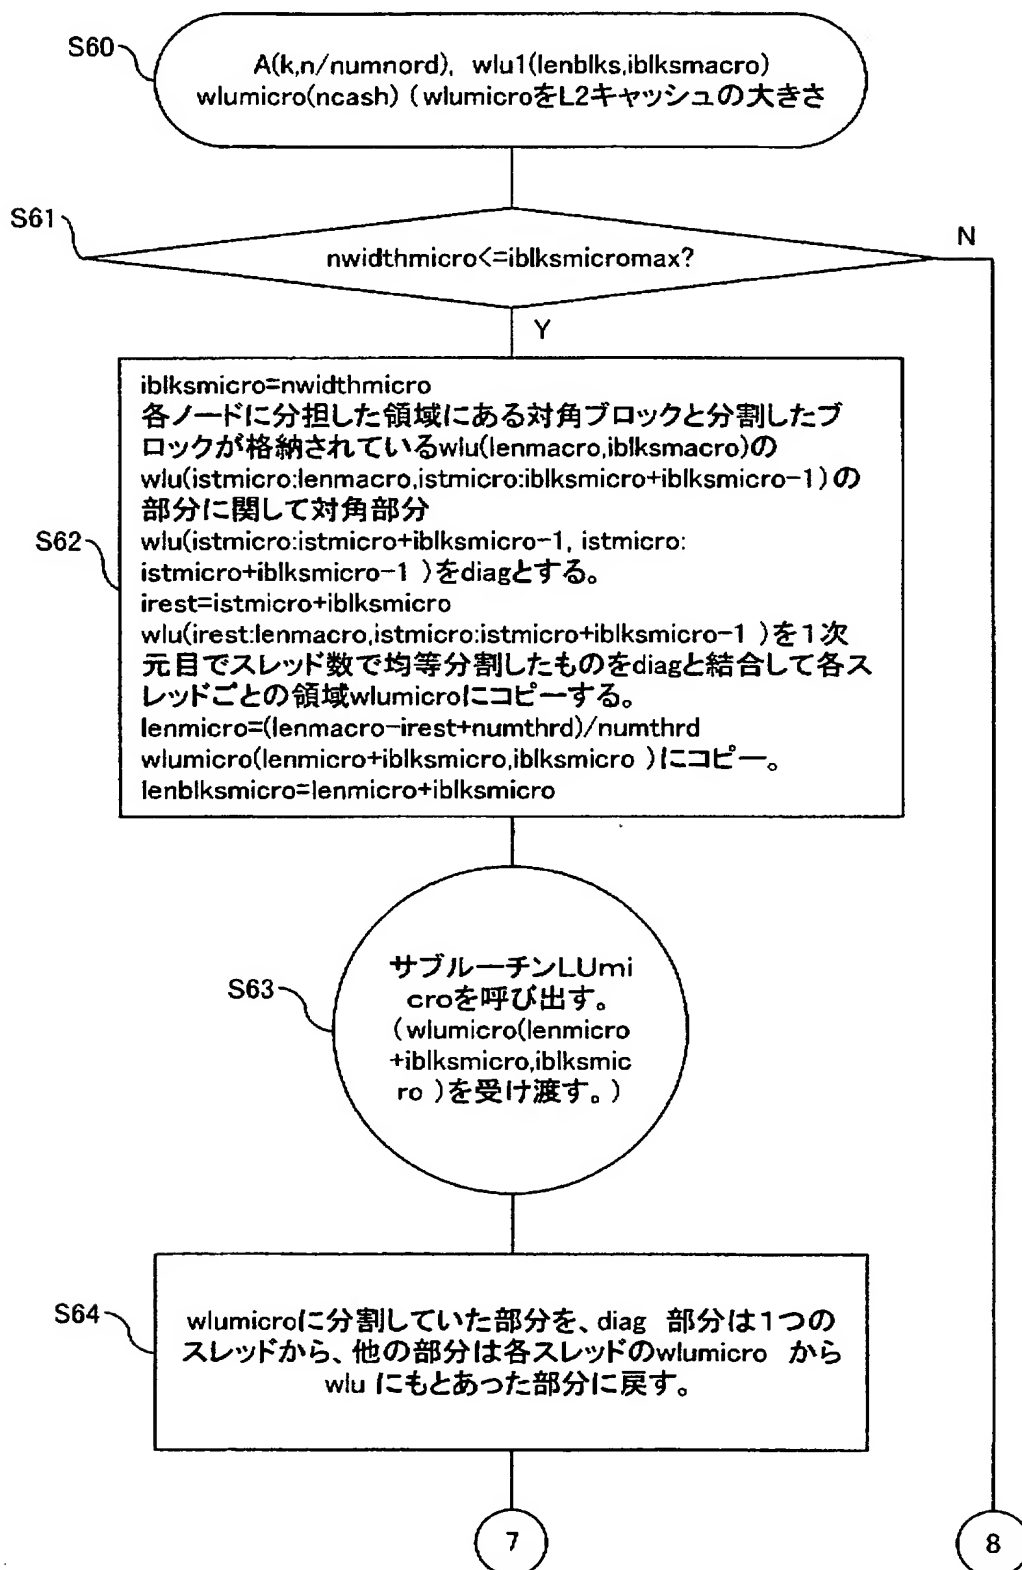 S60
A(k,n/numnord), wlu1(lenblks,iblksmacro)
wlumicro(ncash)(wlumicroをL2キャッシュの大きさ
S61
nwidthmicro<=iblksmicromax?
N
Y
S62
iblksmicro=nwidthmicro
各ノードに分担した領域にある対角ブロックと分割したブ
ロックが格納されているwlu(lenmacro,iblksmacro)の
wlu(istmicro:lenmacro,istmicro:iblksmicro+iblksmicro-1)の
部分に関して対角部分
wlu(istmicro:istmicro+iblksmicro-1, istmicro:
istmicro+iblksmicro-1 )をdiagとする。
irest=istmicro+iblksmicro
wlu(irest:lenmacro,istmicro:istmicro+iblksmicro-1 )を1次
元目でスレッド数で均等分割したものをdiagと結合して各ス
レッドごとの領域wlumicroにコピーする。
lenmicro=(lenmacro-irest+numthrd)/numthrd
wlumicro(lenmicro+iblksmicro,iblksmicro )にコピー。
lenblksmicro=lenmicro+iblksmicro
S63
サブルーチンLUmi
croを呼び出す。
(wlumicro(lenmicro
+iblksmicro,iblksmic
ro )を受け渡す。)
S64
wlumicroに分割していた部分を、diag 部分は1つの
スレッドから、他の部分は各スレッドのwlumicro から
wlu にもとあった部分に戻す。
7
8